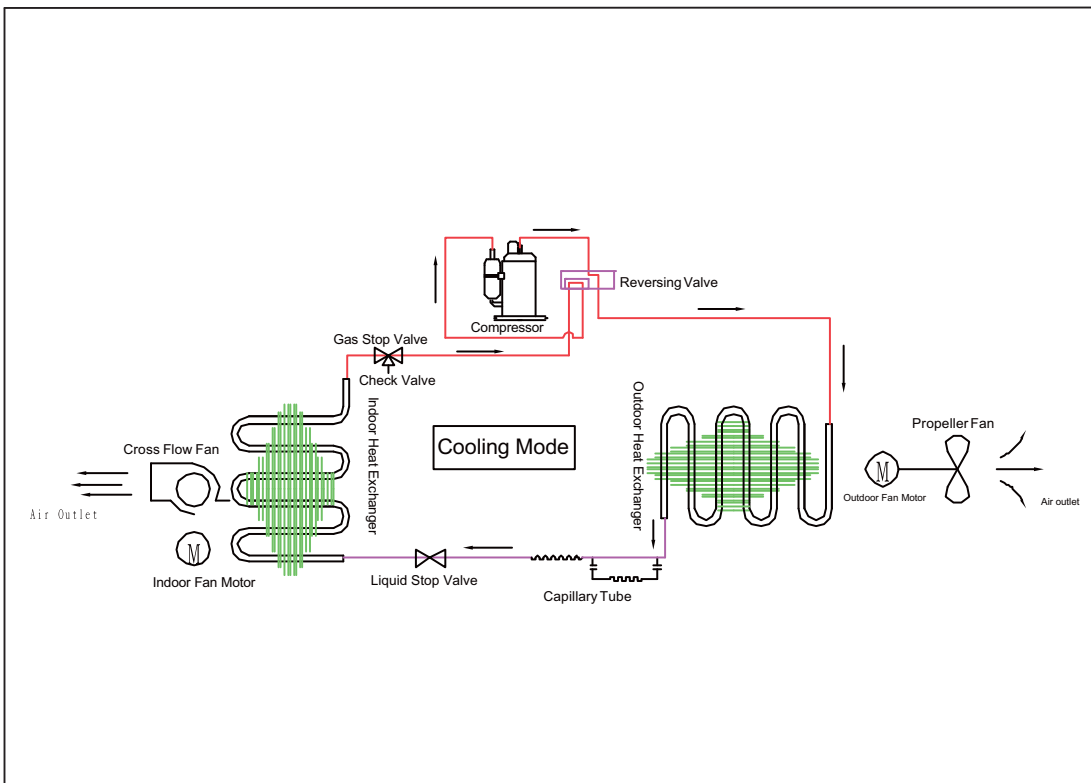 Reversing Valve
Compressor
Gas Stop Valve
Check Valve
Indoor Heat Exchanger
Outdoor Heat Exchanger
Cooling Mode
Cross Flow Fan
Air Outlet
M
Indoor Fan Motor
Propeller Fan
M
Outdoor Fan Motor
Air outlet
Liquid Stop Valve
Capillary Tube